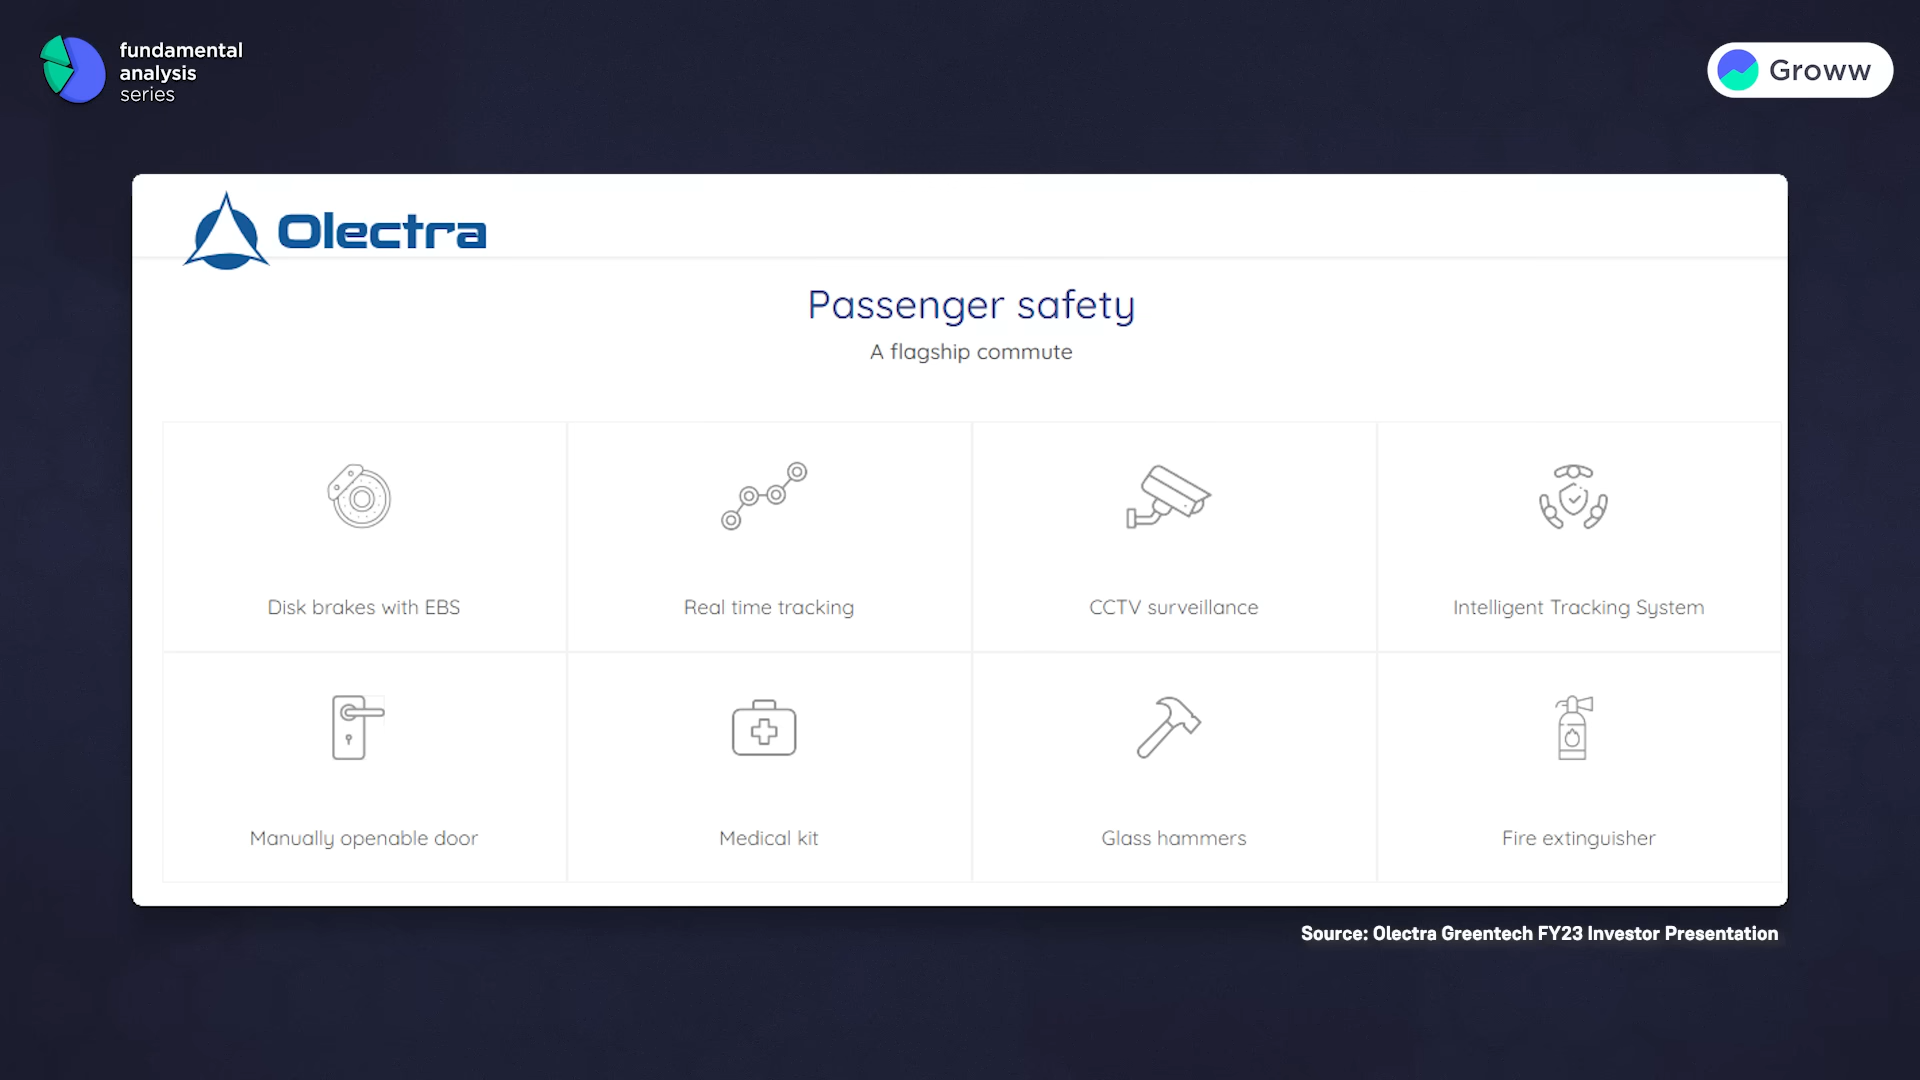 fundamental
analysis
series
Groww
Olectra
Passenger safety
A flagship commute
Disk brakes with EBS
Real time tracking
CCTV surveillance
Intelligent Tracking System
Manually openable door
Medical kit
Glass hammers
Fire extinguisher
Source: Olectra Greentech FY23 Investor Presentation